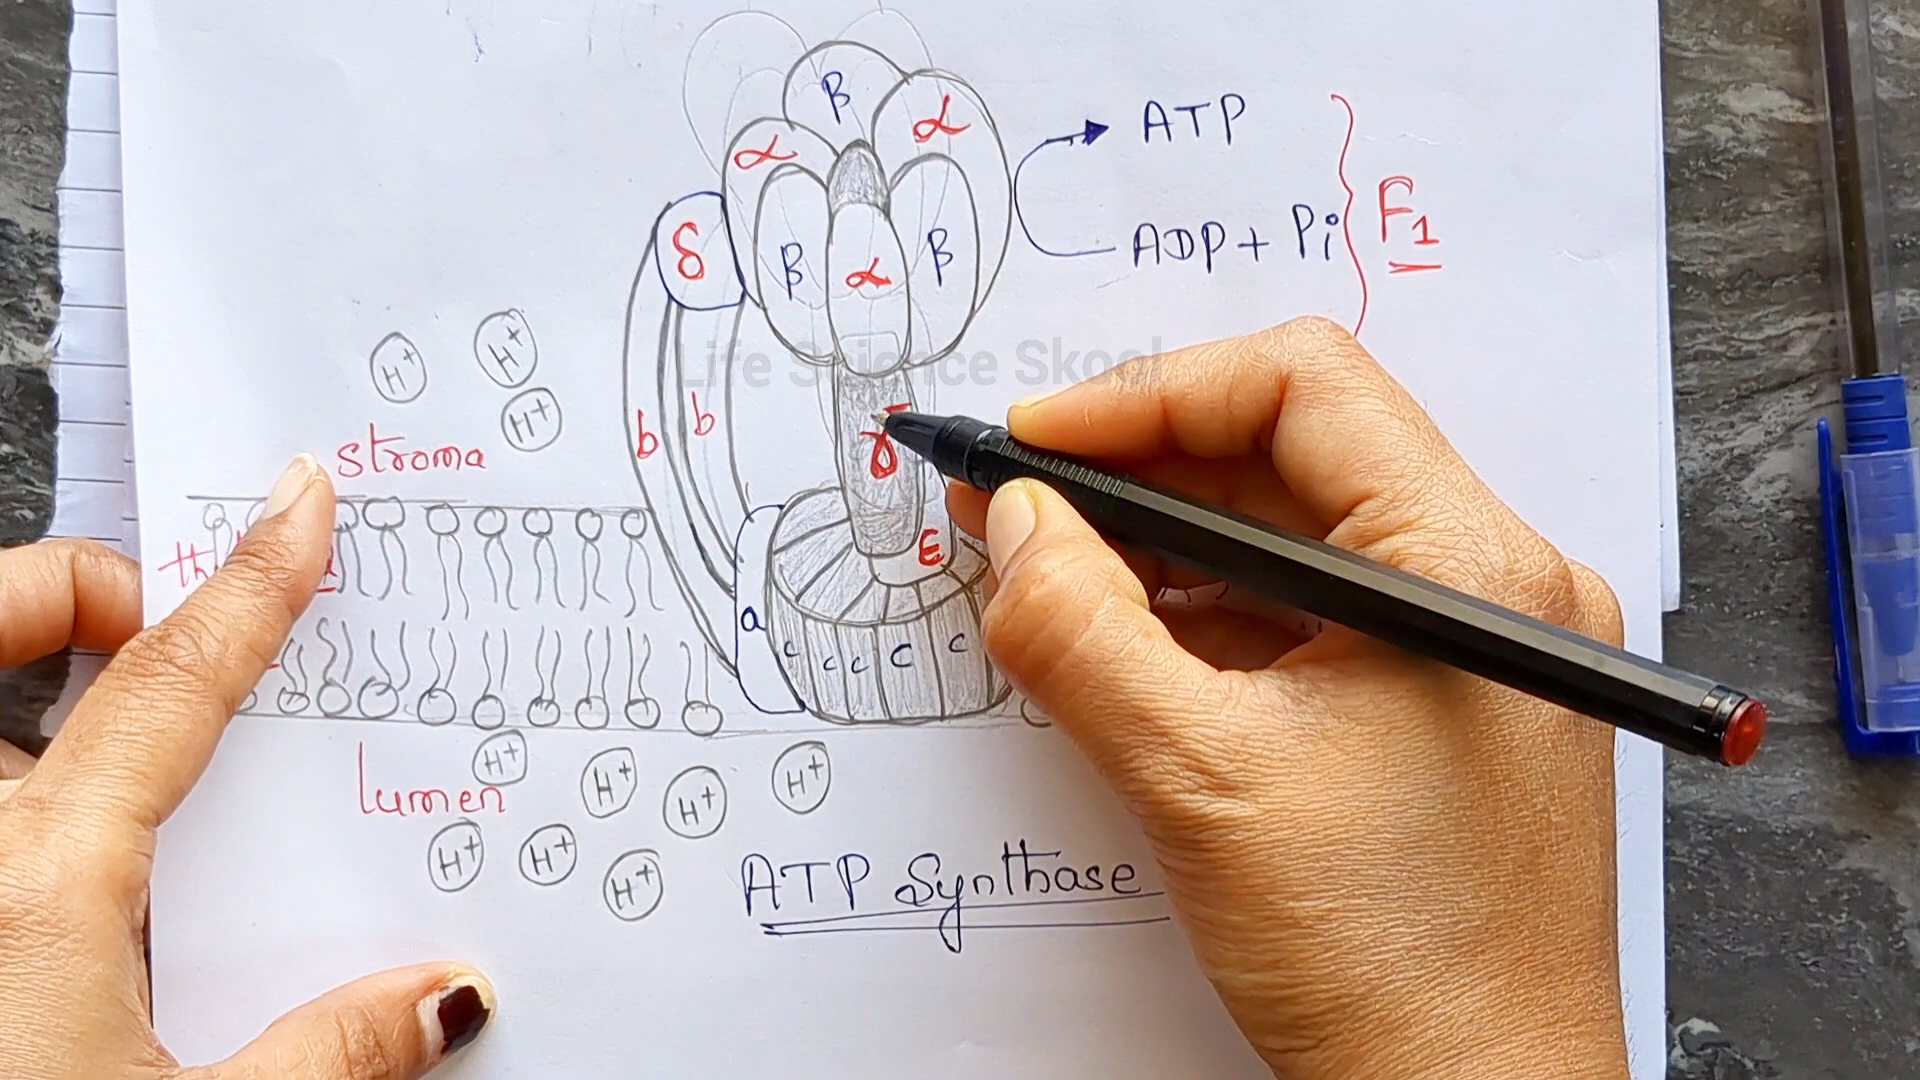 β
α
α
δ
β
α
β
ATP
ADP + Pi
F1
Life Science Skool
H+
H+
H+
b
b
γ
stroma
ε
a
c
c
c
c
c
H+
H+
H+
H+
lumen
H+
H+
H+
ATP Synthase